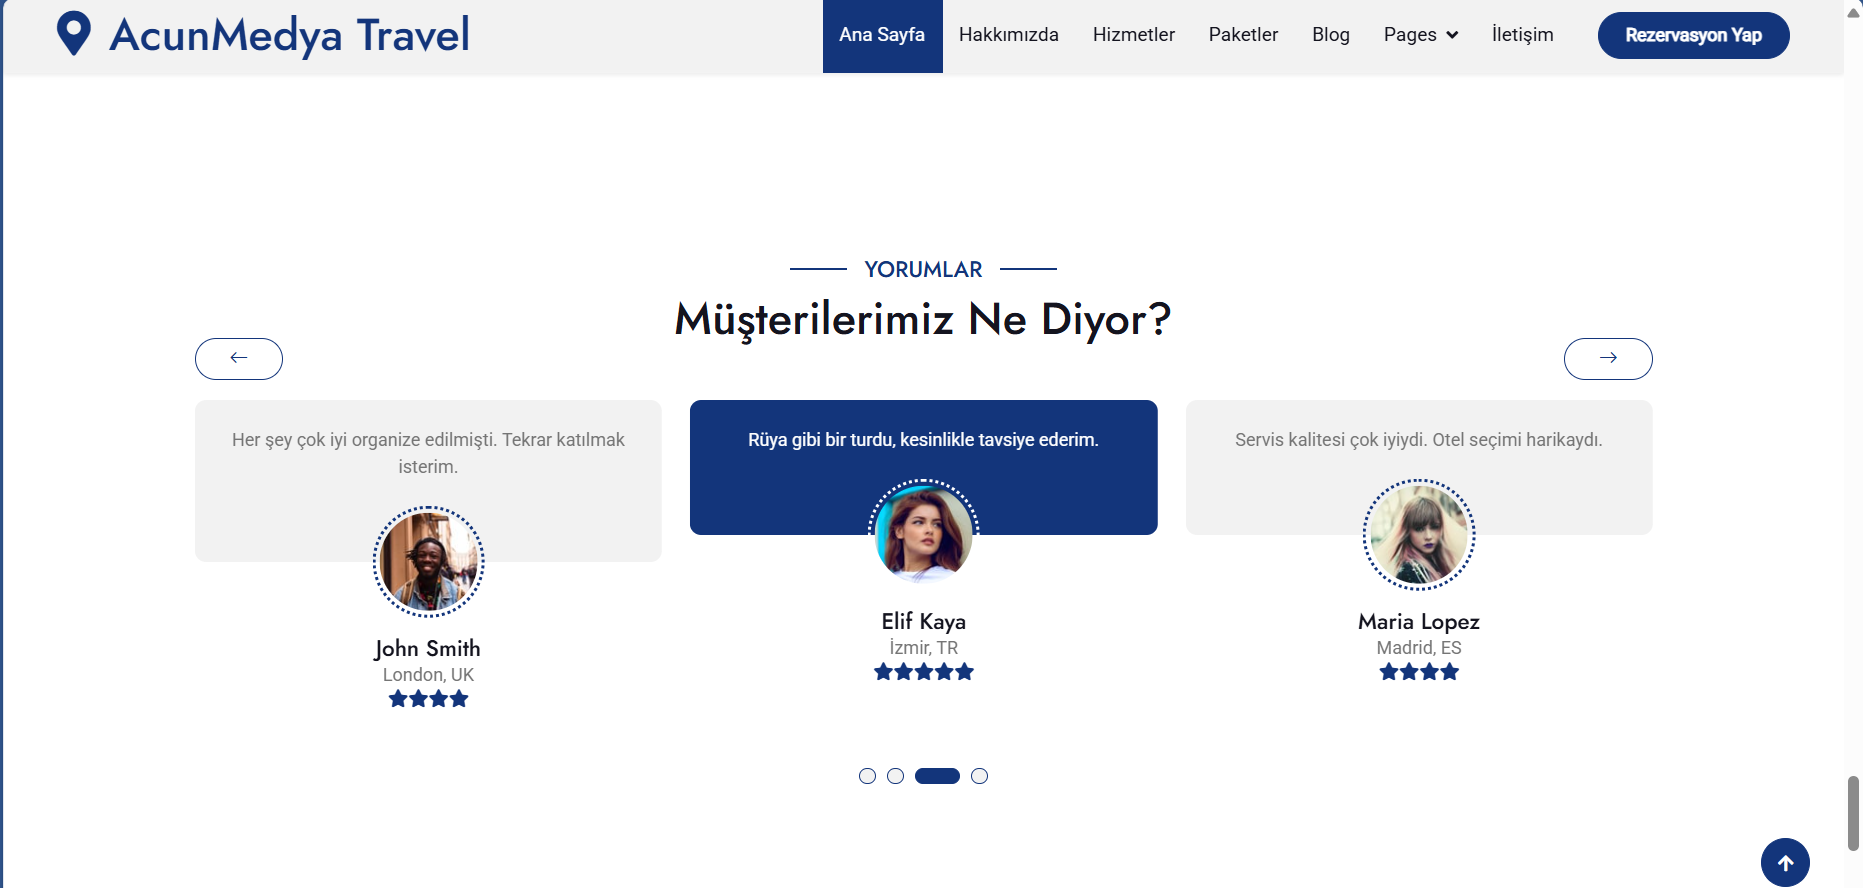 AcunMedya Travel
Ana Sayfa
Hakkımızda
Hizmetler
Paketler
Blog
Pages
İletişim
Rezervasyon Yap
YORUMLAR
Müşterilerimiz Ne Diyor?
Her şey çok iyi organize edilmişti. Tekrar katılmak
isterim.
John Smith
London, UK
Rüya gibi bir turdu, kesinlikle tavsiye ederim.
Elif Kaya
İzmir, TR
Servis kalitesi çok iyiydi. Otel seçimi harikaydı.
Maria Lopez
Madrid, ES